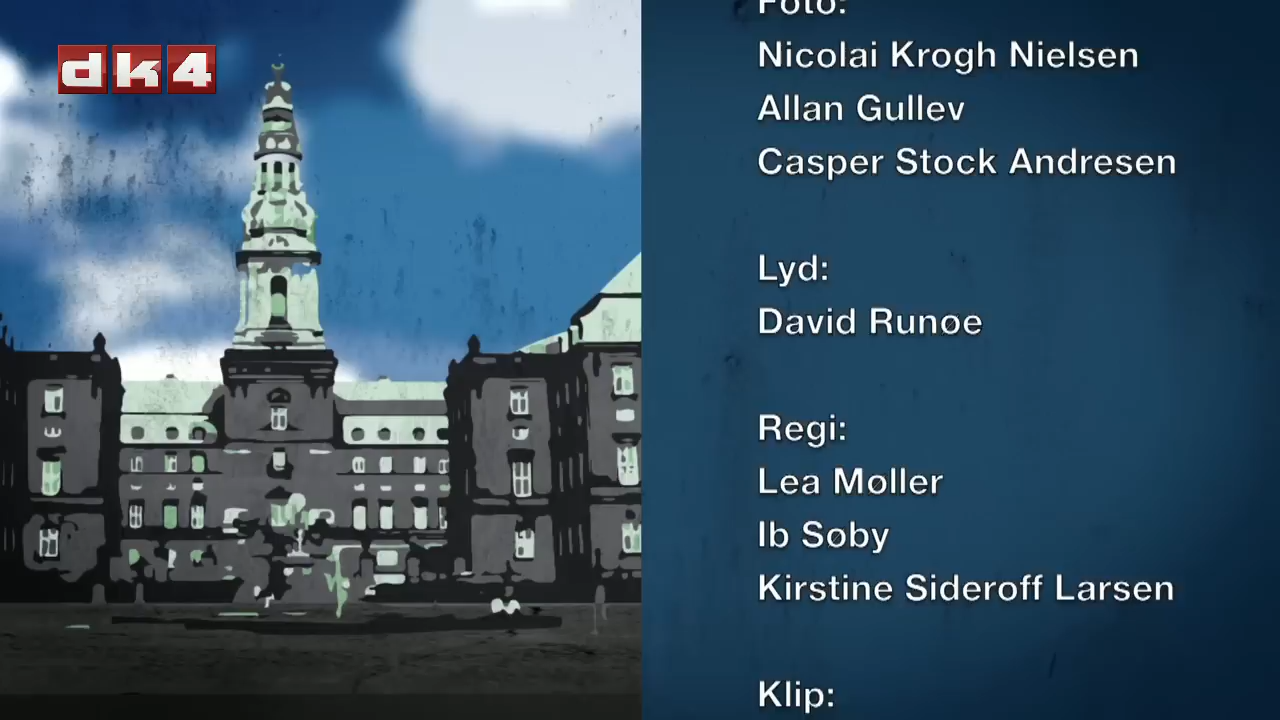 dk4
Foto:
Nicolai Krogh Nielsen
Allan Gullev
Casper Stock Andresen
Lyd:
David Runøe
Regi:
Lea Møller
Ib Søby
Kirstine Sideroff Larsen
Klip: